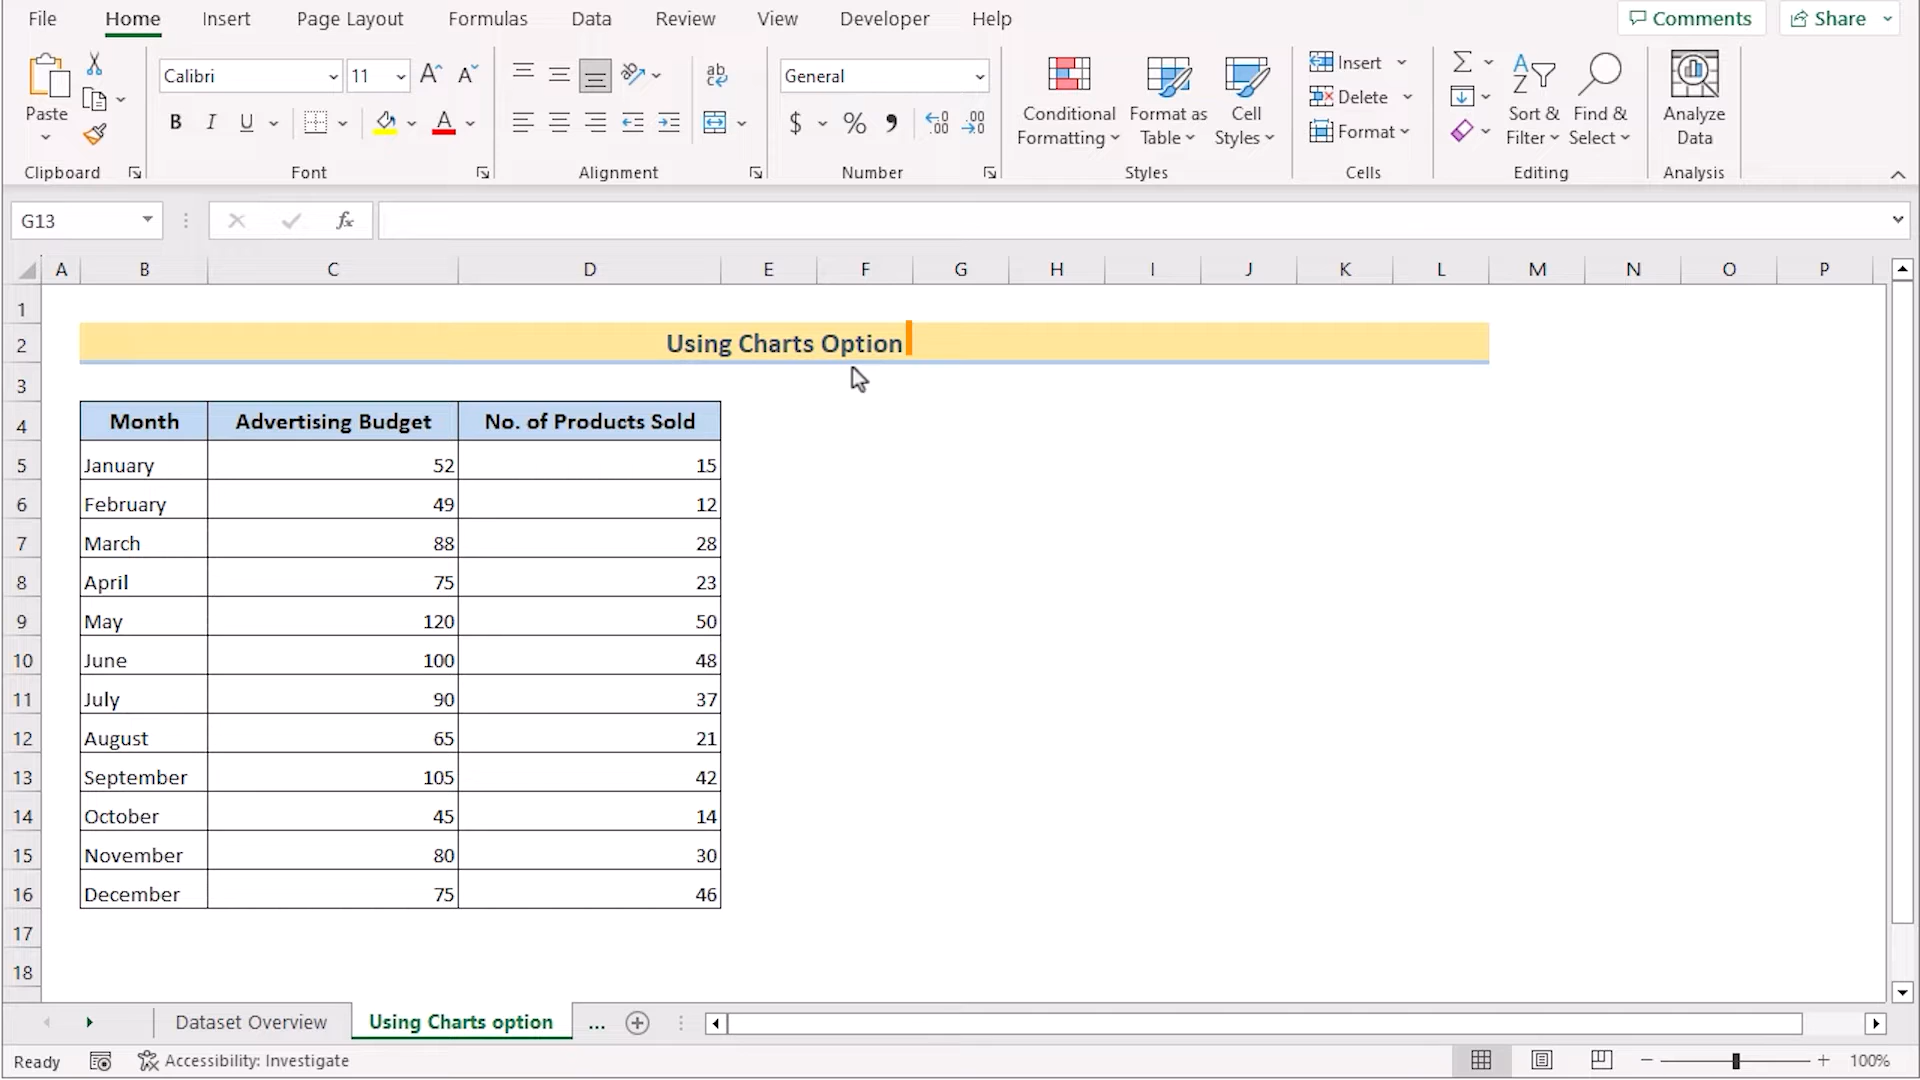 File Home Insert Page Layout Formulas Data Review View Developer Help Comments Share
Paste
Calibri 11
B I U
A A A
ab
General
$ % 9 .00 .00
Conditional Formatting
Format as Table
Cell Styles
Insert
Delete
Format
Sort & Filter
Find & Select
Analyze Data
Clipboard Font Alignment Number Styles Cells Editing Analysis
G13 fx
A B C D E F G H I J K L M N O P
1
2 Using Charts Option
3
4 Month Advertising Budget No. of Products Sold
5 January 52 15
6 February 49 12
7 March 88 28
8 April 75 23
9 May 120 50
10 June 100 48
11 July 90 37
12 August 65 21
13 September 105 42
14 October 45 14
15 November 80 30
16 December 75 46
17
18
Dataset Overview Using Charts option ...
Ready Accessibility: Investigate 100%